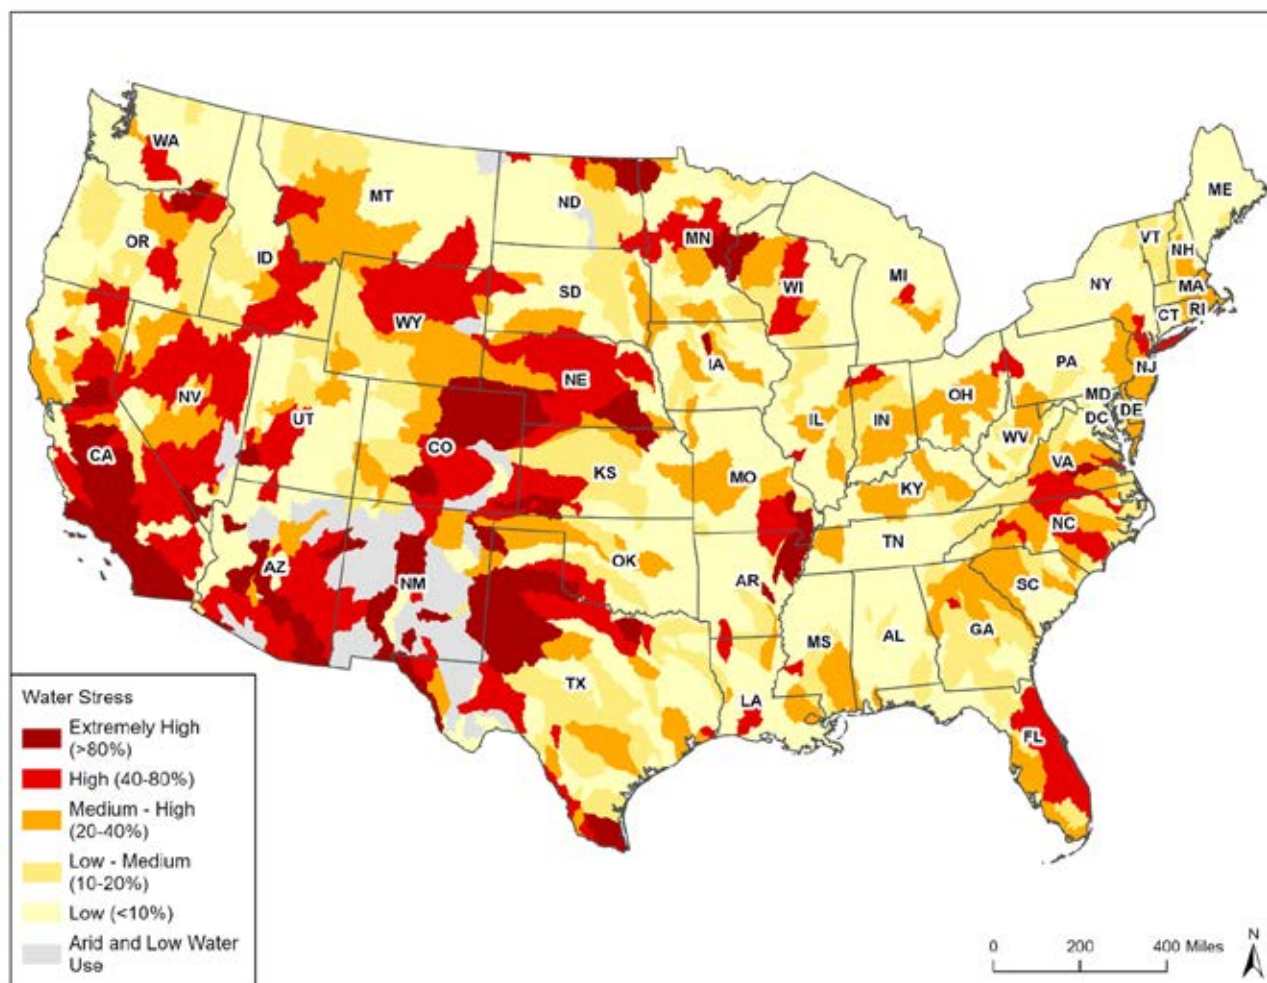 WA
MT
ND
MN
ME
VT
NH
OR
ID
SD
WI
MI
NY
MA
CT
RI
WY
IA
PA
NJ
NE
NV
UT
CO
IL
IN
OH
MD
DE
DC
WV
CA
KS
MO
KY
VA
NC
TN
AZ
NM
OK
AR
SC
MS
AL
GA
TX
LA
FL
Water Stress
Extremely High
(>80%)
High (40-80%)
Medium - High
(20-40%)
Low - Medium
(10-20%)
Low (<10%)
Arid and Low Water
Use
0 200 400 Miles
N